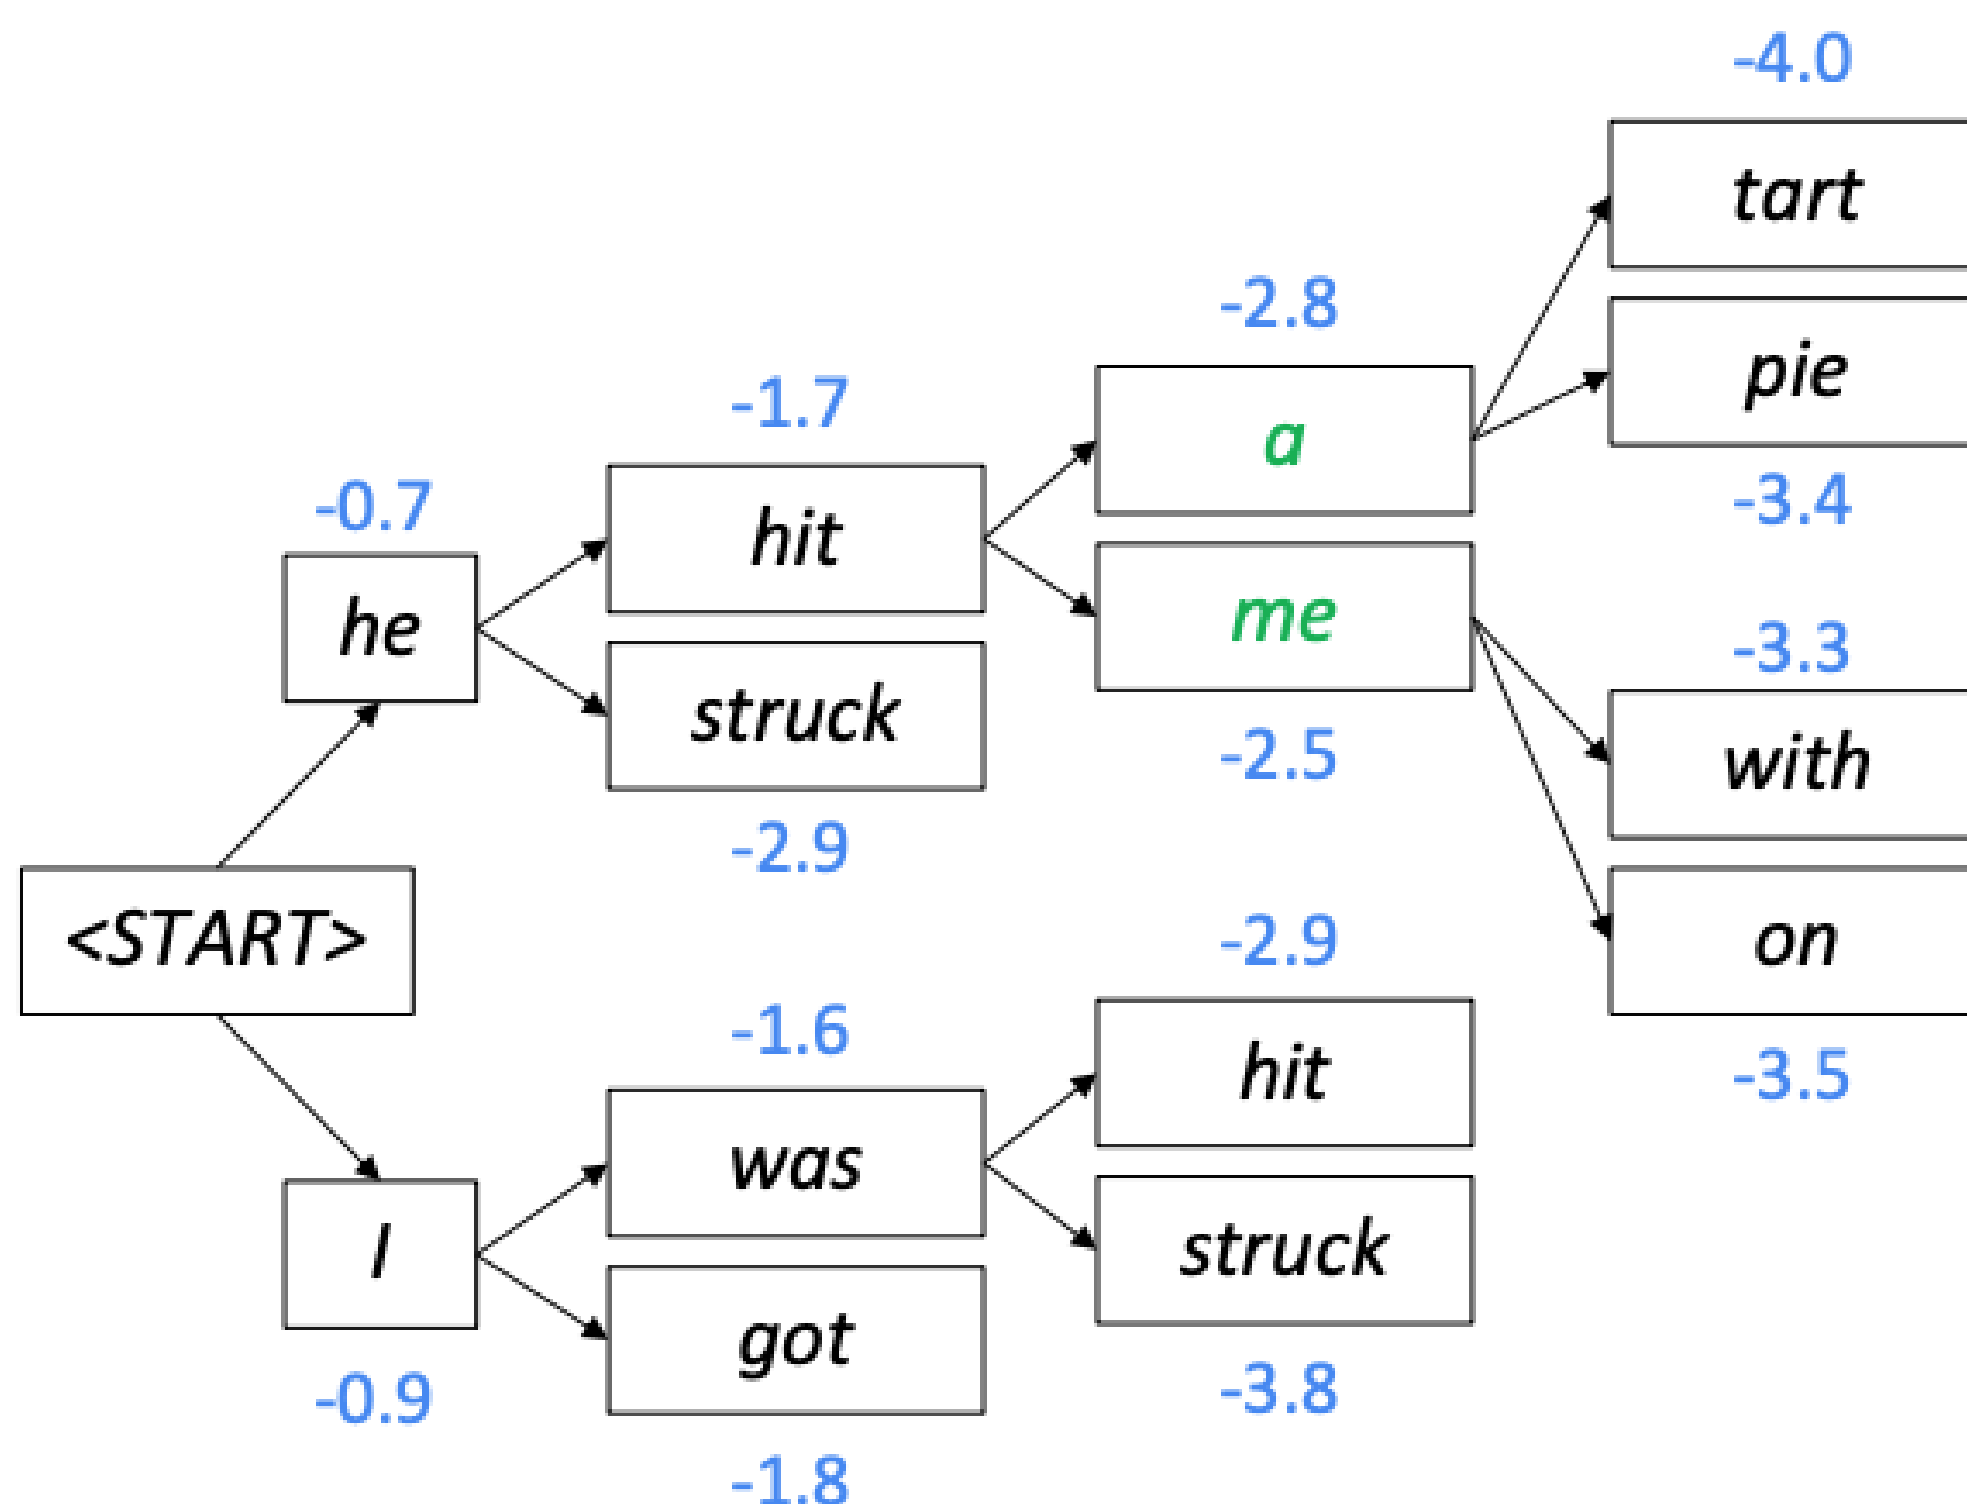 -4.0
tart
pie
-3.4
-2.8
a
me
-2.5
-1.7
hit
struck
-2.9
-0.7
he
-3.3
with
on
-3.5
<START>
-2.9
hit
struck
-3.8
-1.6
was
got
-1.8
I
-0.9